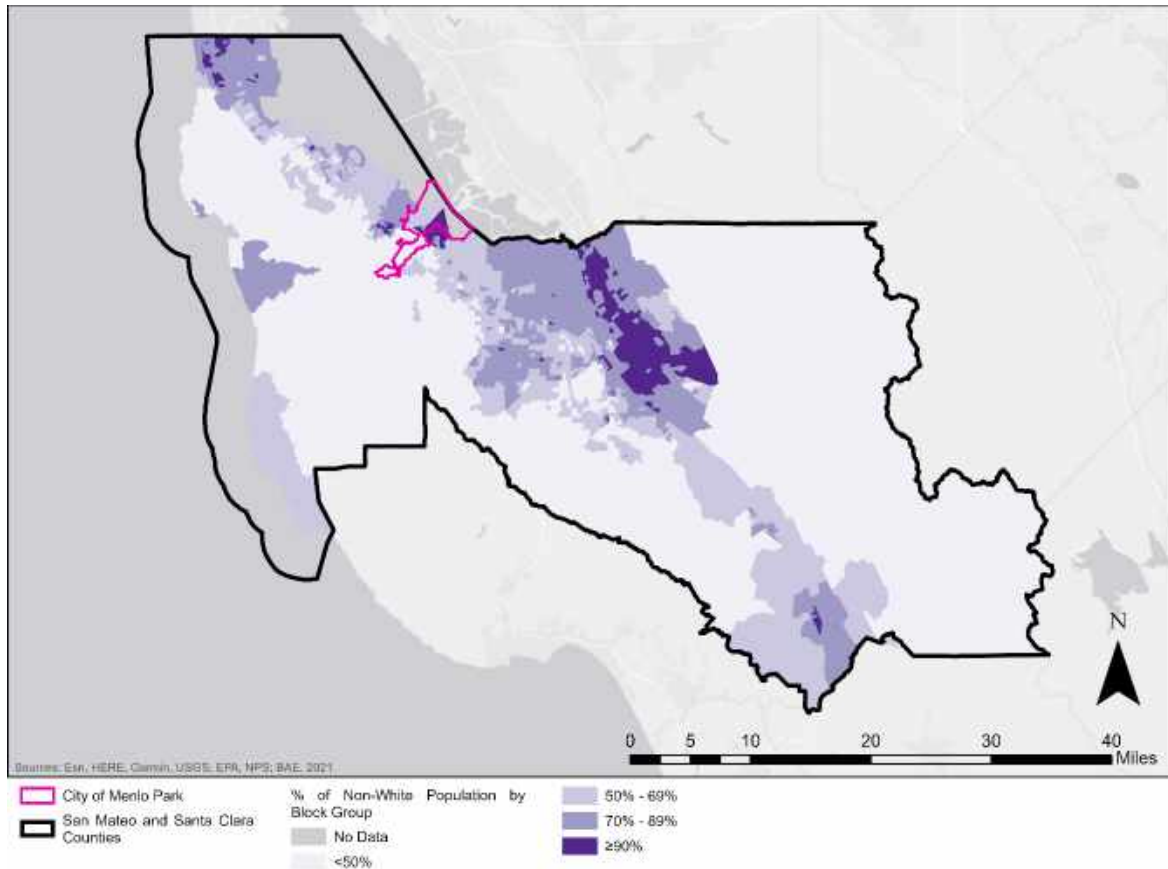 N
0 5 10 20 30 40
Miles
Sources: Esri, HERE, Garmin, USGS, EPA, NPS; BAE, 2021
City of Menlo Park
San Mateo and Santa Clara
Counties
% of Non-White Population by
Block Group
No Data
<50%
50% - 69%
70% - 89%
≥90%